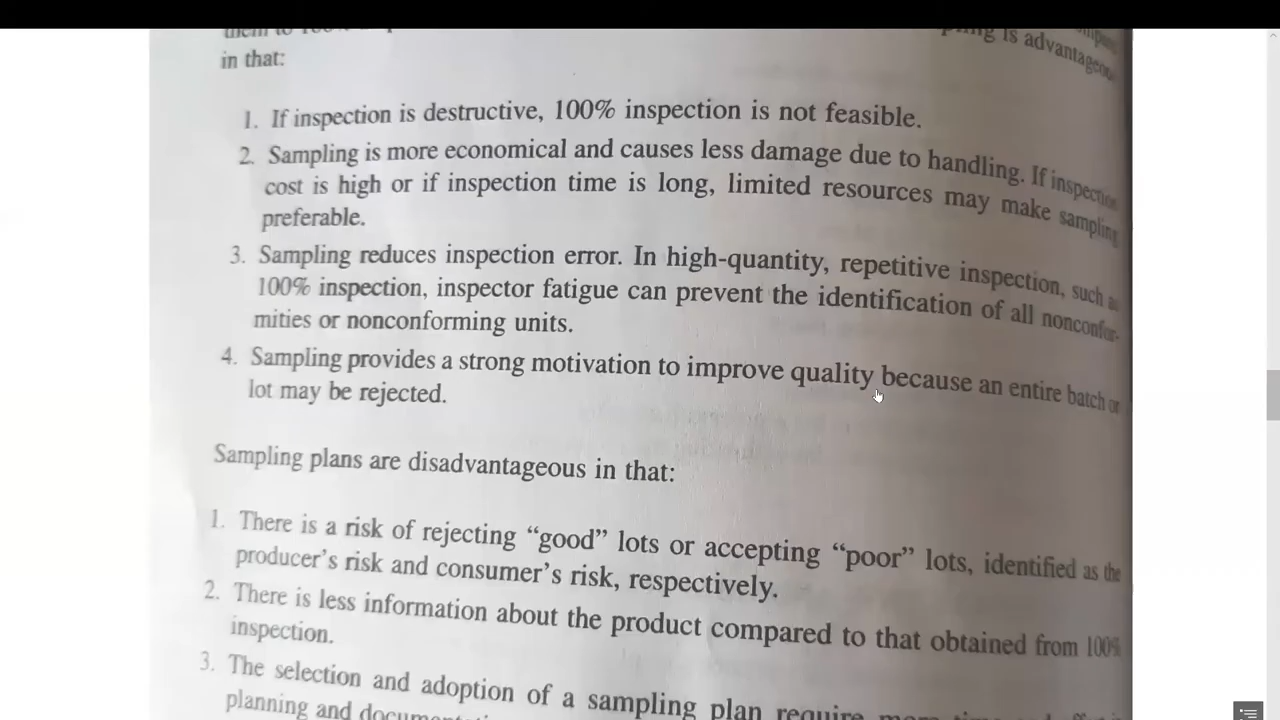 in that:
is advantageous
1. If inspection is destructive, 100% inspection is not feasible.
2. Sampling is more economical and causes less damage due to handling. If inspection
cost is high or if inspection time is long, limited resources may make sampling
preferable.
3. Sampling reduces inspection error. In high-quantity, repetitive inspection, such as
100% inspection, inspector fatigue can prevent the identification of all nonconfor-
mities or nonconforming units.
4. Sampling provides a strong motivation to improve quality because an entire batch or
lot may be rejected.
Sampling plans are disadvantageous in that:
1. There is a risk of rejecting “good” lots or accepting “poor” lots, identified as the
producer’s risk and consumer’s risk, respectively.
2. There is less information about the product compared to that obtained from 100%
inspection.
3. The selection and adoption of a sampling plan require more time
planning and